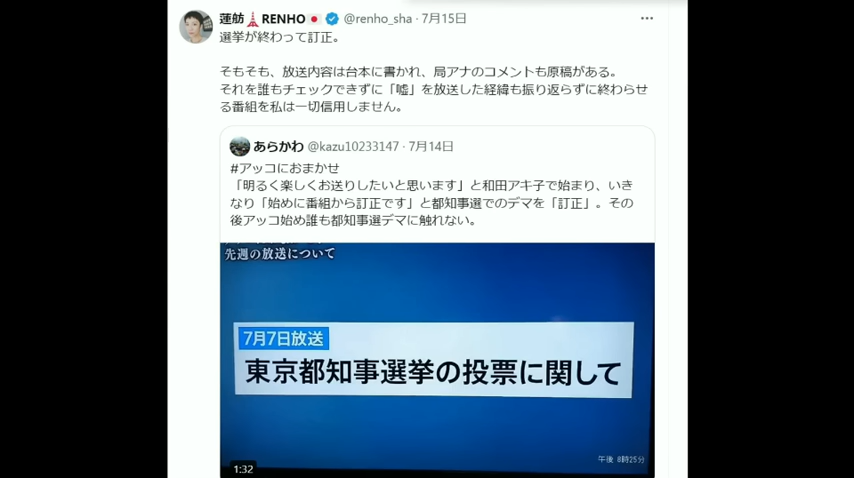 蓮舫🗼RENHO🇯🇵 @renho_sha · 7月15日
選挙が終わって訂正。
そもそも、放送内容は台本に書かれ、局アナのコメントも原稿がある。
それを誰もチェックできずに「嘘」を放送した経緯も振り返らずに終わらせ
る番組を私は一切信用しません。
あらかわ @kazu10233147 · 7月14日
#アッコにおまかせ
「明るく楽しくお送りしたいと思います」と和田アキ子で始まり、いき
なり「始めに番組から訂正です」と都知事選でのデマを「訂正」。その
後アッコ始め誰も都知事選デマに触れない。
先週の放送について
7月7日放送
東京都知事選挙の投票に関して
午後 8時25分
1:32